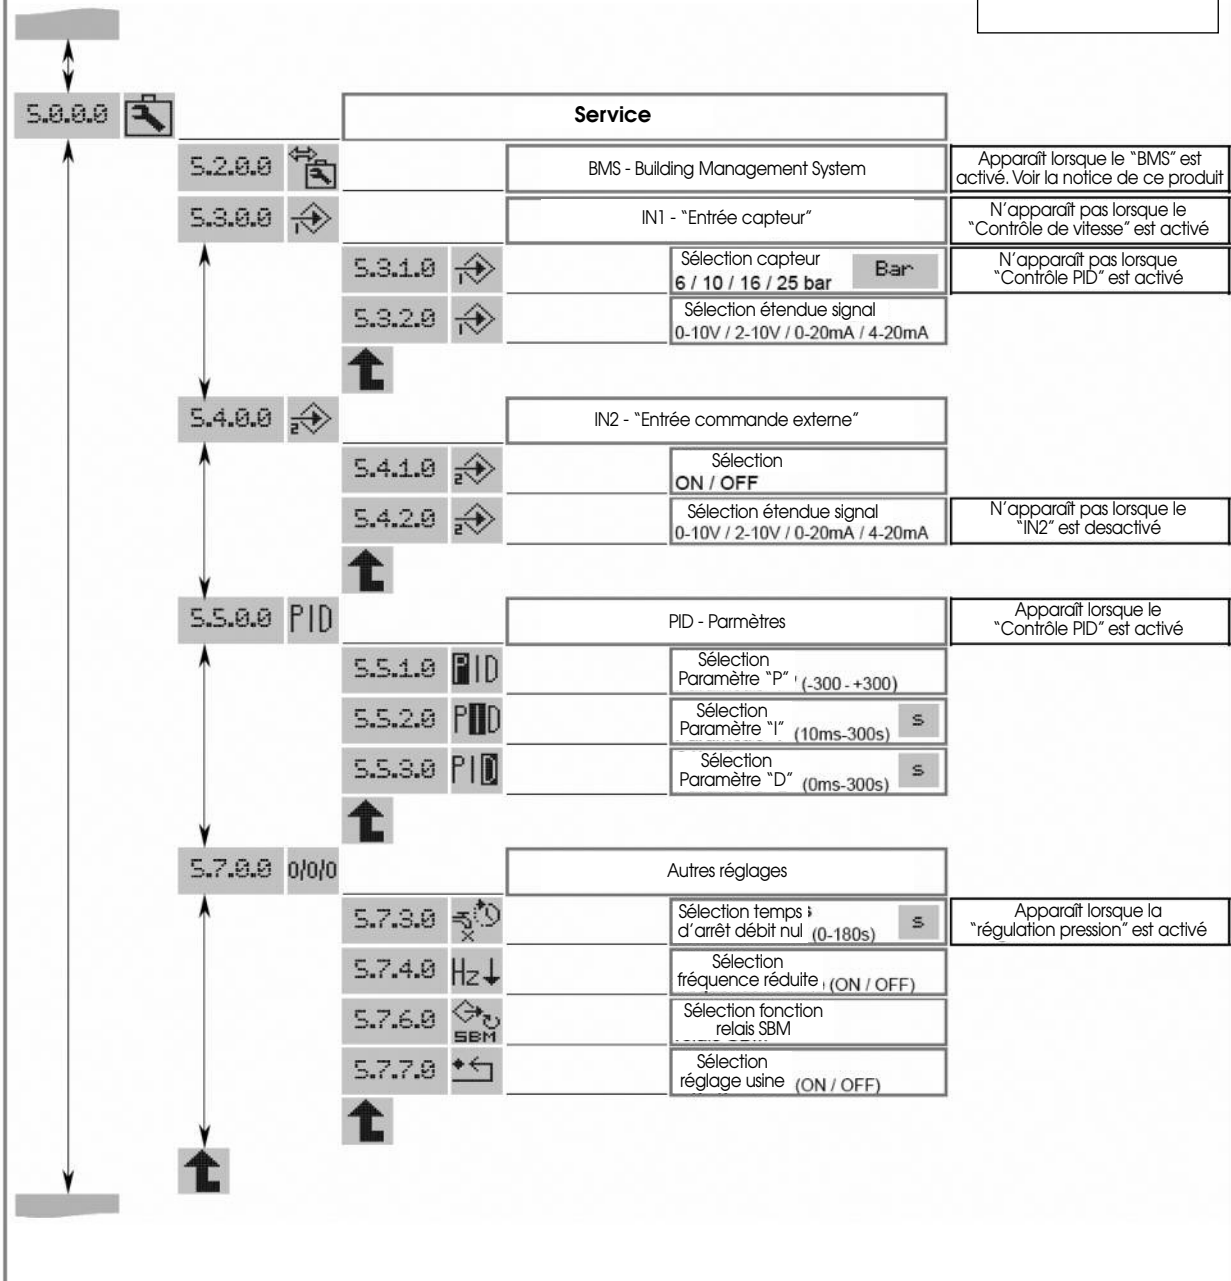 5.0.0.0
Service
5.2.0.0
BMS - Building Management System
Apparaît lorsque le “BMS” est
activé. Voir la notice de ce produit
5.3.0.0
1
IN1 - “Entrée capteur”
N’apparaît pas lorsque le
“Contrôle de vitesse” est activé
5.3.1.0
1
Sélection capteur
6 / 10 / 16 / 25 bar
Bar
N’apparaît pas lorsque
“Contrôle PID” est activé
5.3.2.0
1
Sélection étendue signal
0-10V / 2-10V / 0-20mA / 4-20mA
5.4.0.0
2
IN2 - “Entrée commande externe”
5.4.1.0
2
Sélection
ON / OFF
5.4.2.0
2
Sélection étendue signal
0-10V / 2-10V / 0-20mA / 4-20mA
N’apparaît pas lorsque le
“IN2” est desactivé
5.5.0.0
PID
PID - Parmètres
Apparaît lorsque le
“Contrôle PID” est activé
5.5.1.0
PID
Sélection
Paramètre “P” (-300 - +300)
5.5.2.0
PID
Sélection
Paramètre “I” (10ms-300s)
s
5.5.3.0
PID
Sélection
Paramètre “D” (0ms-300s)
s
5.7.0.0
0/0/0
Autres réglages
5.7.3.0
Sélection temps
d’arrêt débit nul (0-180s)
s
Apparaît lorsque la
“régulation pression” est activé
5.7.4.0
Hz
Sélection
fréquence réduite (ON / OFF)
5.7.6.0
SBM
Sélection fonction
relais SBM
5.7.7.0
Sélection
réglage usine (ON / OFF)